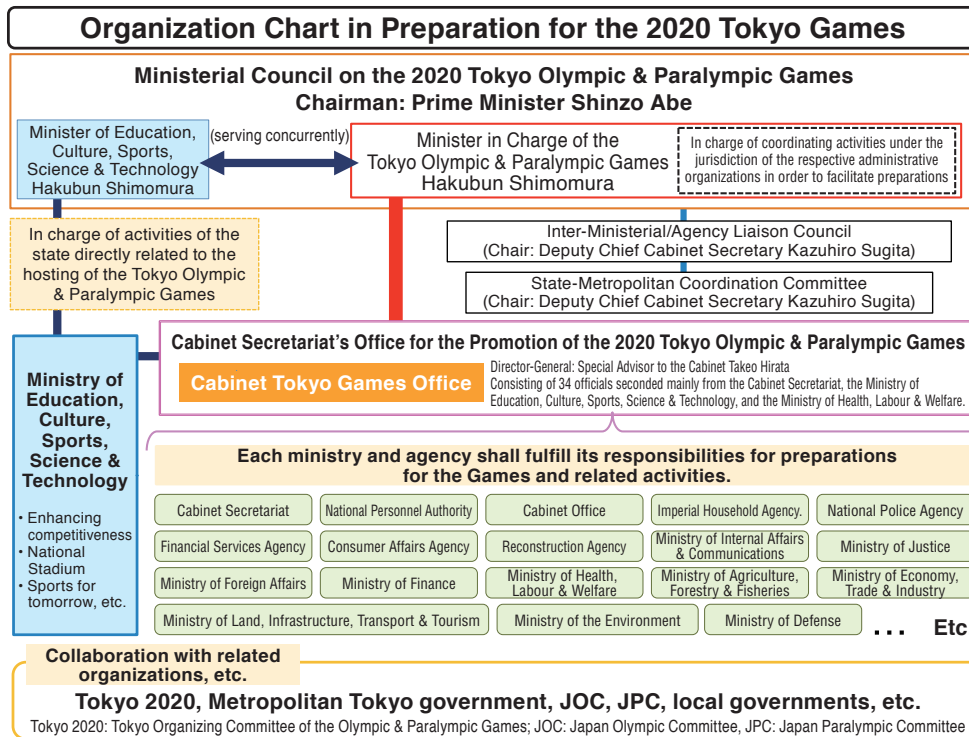 Organization Chart in Preparation for the 2020 Tokyo Games
Ministerial Council on the 2020 Tokyo Olympic & Paralympic Games
Chairman: Prime Minister Shinzo Abe
Minister of Education,
Culture, Sports,
Science & Technology
Hakubun Shimomura
(serving concurrently)
Minister in Charge of the
Tokyo Olympic & Paralympic Games
Hakubun Shimomura
In charge of coordinating activities under the
jurisdiction of the respective administrative
organizations in order to facilitate preparations
In charge of activities of the
state directly related to the
hosting of the Tokyo Olympic
& Paralympic Games
Inter-Ministerial/Agency Liaison Council
(Chair: Deputy Chief Cabinet Secretary Kazuhiro Sugita)
State-Metropolitan Coordination Committee
(Chair: Deputy Chief Cabinet Secretary Kazuhiro Sugita)
Ministry of
Education,
Culture,
Sports,
Science &
Technology
• Enhancing
competitiveness
• National
Stadium
• Sports for
tomorrow, etc.
Cabinet Secretariat's Office for the Promotion of the 2020 Tokyo Olympic & Paralympic Games
Cabinet Tokyo Games Office
Director-General: Special Advisor to the Cabinet Takeo Hirata
Consisting of 34 officials seconded mainly from the Cabinet Secretariat, the Ministry of
Education, Culture, Sports, Science & Technology, and the Ministry of Health, Labour & Welfare.
Each ministry and agency shall fulfill its responsibilities for preparations
for the Games and related activities.
Cabinet Secretariat
National Personnel Authority
Cabinet Office
Imperial Household Agency.
National Police Agency
Financial Services Agency
Consumer Affairs Agency
Reconstruction Agency
Ministry of Internal Affairs
& Communications
Ministry of Justice
Ministry of Foreign Affairs
Ministry of Finance
Ministry of Health,
Labour & Welfare
Ministry of Agriculture,
Forestry & Fisheries
Ministry of Economy,
Trade & Industry
Ministry of Land, Infrastructure, Transport & Tourism
Ministry of the Environment
Ministry of Defense
... Etc
Collaboration with related
organizations, etc.
Tokyo 2020, Metropolitan Tokyo government, JOC, JPC, local governments, etc.
Tokyo 2020: Tokyo Organizing Committee of the Olympic & Paralympic Games; JOC: Japan Olympic Committee, JPC: Japan Paralympic Committee